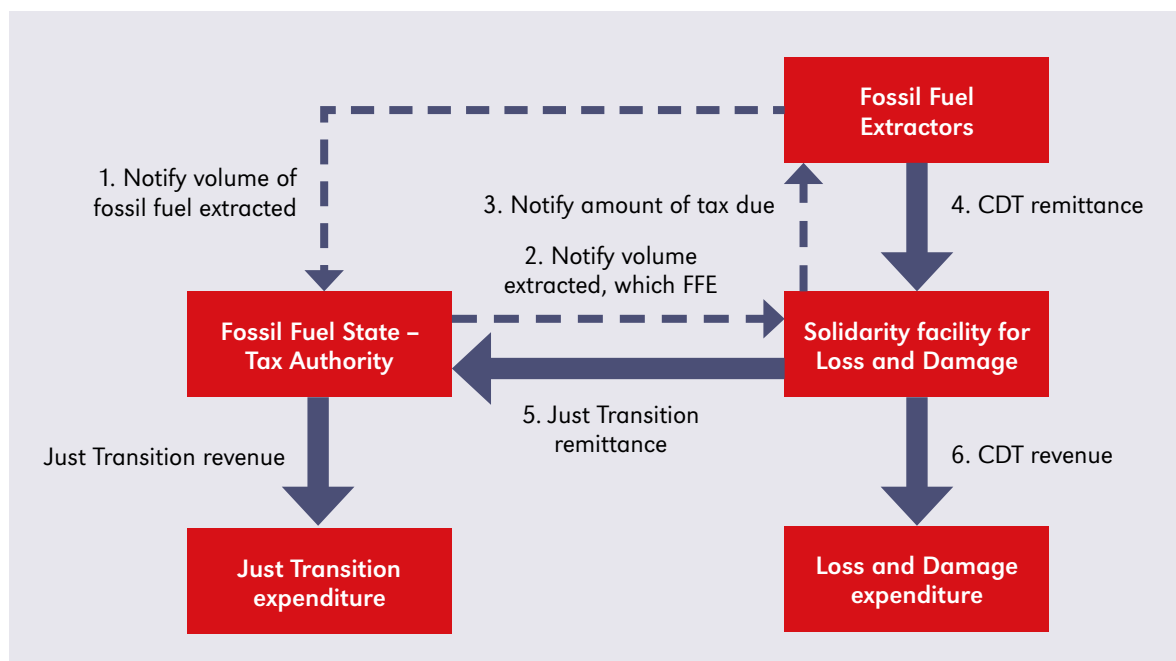 Fossil Fuel
Extractors
1. Notify volume of
fossil fuel extracted
3. Notify amount of tax due
4. CDT remittance
2. Notify volume
extracted, which FFE
Fossil Fuel State –
Tax Authority
Solidarity facility for
Loss and Damage
5. Just Transition
remittance
Just Transition revenue
6. CDT revenue
Just Transition
expenditure
Loss and Damage
expenditure